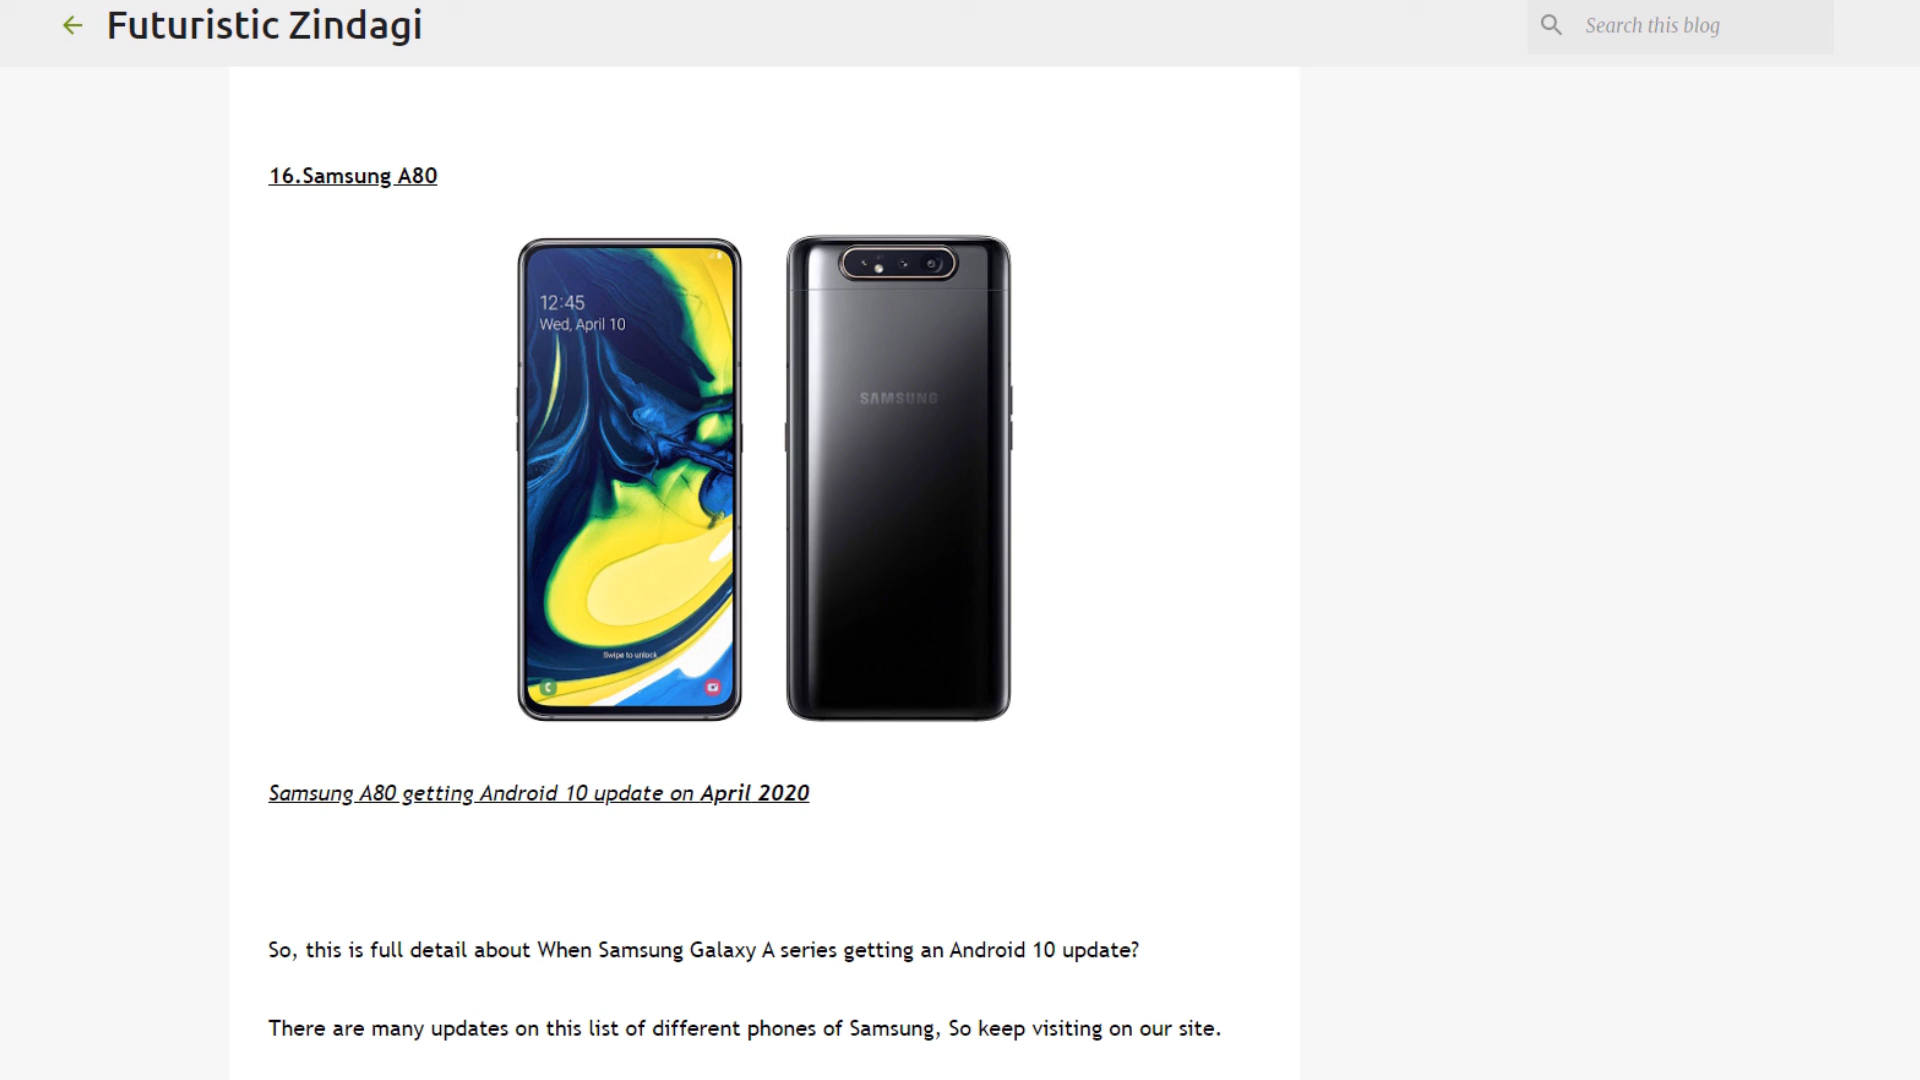 Futuristic Zindagi
Search this blog
16.Samsung A80
12:45
Wed, April 10
SAMSUNG
Swipe to unlock
Samsung A80 getting Android 10 update on April 2020
So, this is full detail about When Samsung Galaxy A series getting an Android 10 update?
There are many updates on this list of different phones of Samsung, So keep visiting on our site.